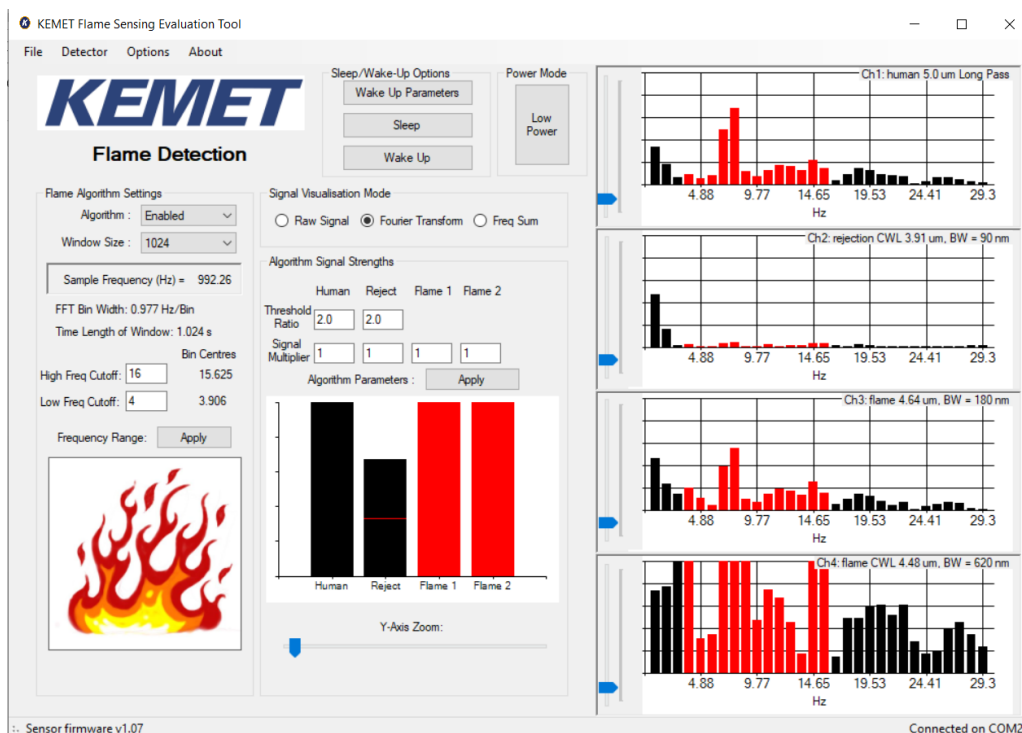 KEMET Flame Sensing Evaluation Tool
File Detector Options About
KEMET
Flame Detection
Sleep/Wake-Up Options
Wake Up Parameters
Sleep
Wake Up
Power Mode
Low
Power
Flame Algorithm Settings
Algorithm : Enabled
Window Size : 1024
Sample Frequency (Hz) = 992.26
FFT Bin Width: 0.977 Hz/Bin
Time Length of Window: 1.024 s
Bin Centres
High Freq Cutoff: 16 15.625
Low Freq Cutoff: 4 3.906
Frequency Range: Apply
Signal Visualisation Mode
Raw Signal Fourier Transform Freq Sum
Algorithm Signal Strengths
Human Reject Flame 1 Flame 2
Threshold
Ratio 2.0 2.0
Signal
Multiplier 1 1 1 1
Algorithm Parameters : Apply
Human Reject Flame 1 Flame 2
Y-Axis Zoom:
Ch1: human 5.0 um Long Pass
4.88 9.77 14.65 19.53 24.41 29.3
Hz
Ch2: rejection CWL 3.91 um, BW = 90 nm
4.88 9.77 14.65 19.53 24.41 29.3
Hz
Ch3: flame 4.64 um, BW = 180 nm
4.88 9.77 14.65 19.53 24.41 29.3
Hz
Ch4: flame CWL 4.48 um, BW = 620 nm
4.88 9.77 14.65 19.53 24.41 29.3
Hz
Sensor firmware v1.07
Connected on COM2